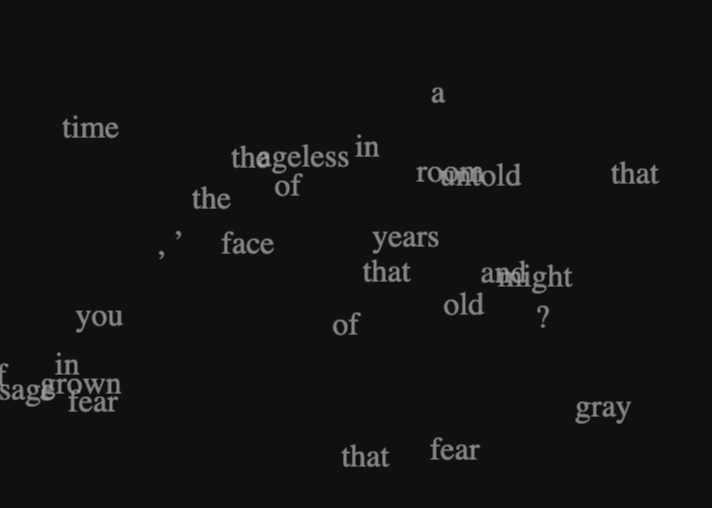 a
time
in
the ageless
room untold that
of
the
, ’ face years
that and might
old
you of ?
in
grown
sage
fear
gray
fear
that